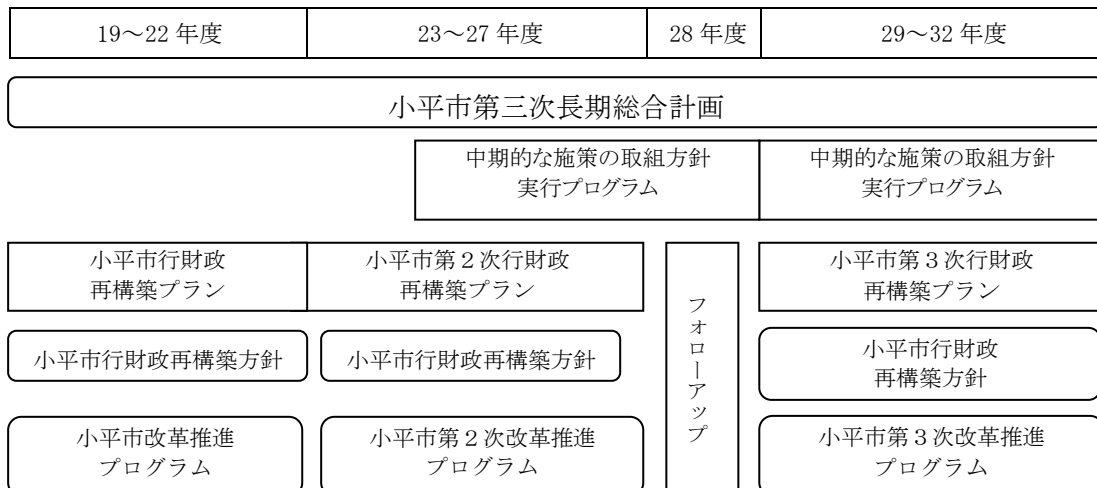 19～22 年度
23～27 年度
28 年度
29～32 年度
小平市第三次長期総合計画
中期的な施策の取組方針
実行プログラム
中期的な施策の取組方針
実行プログラム
小平市行財政
再構築プラン
小平市第２次行財政
再構築プラン
フォローアップ
小平市第３次行財政
再構築プラン
小平市行財政再構築方針
小平市行財政再構築方針
小平市行財政
再構築方針
小平市改革推進
プログラム
小平市第２次改革推進
プログラム
小平市第３次改革推進
プログラム